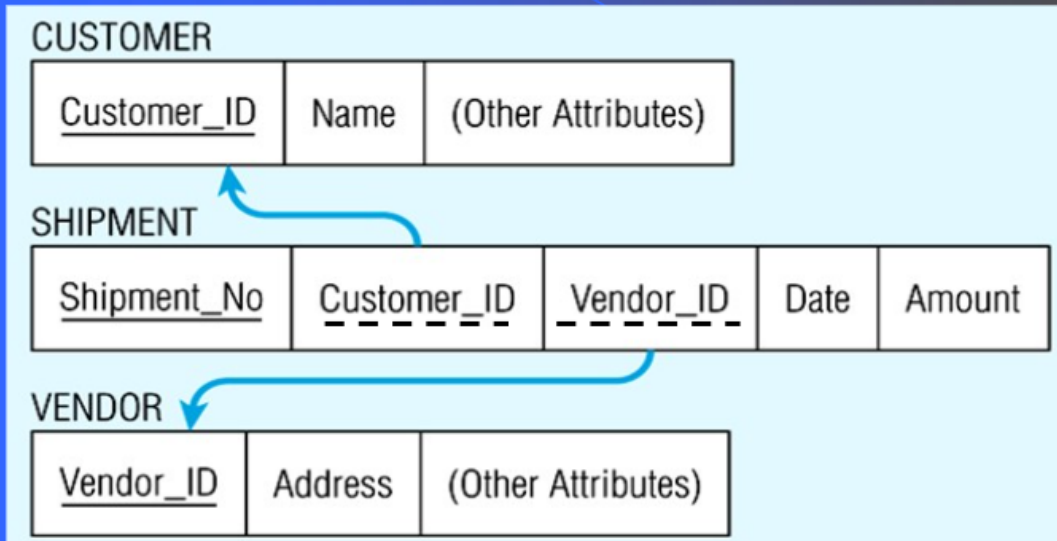 CUSTOMER
Customer_ID Name (Other Attributes)
SHIPMENT
Shipment_No Customer_ID Vendor_ID Date Amount
VENDOR
Vendor_ID Address (Other Attributes)